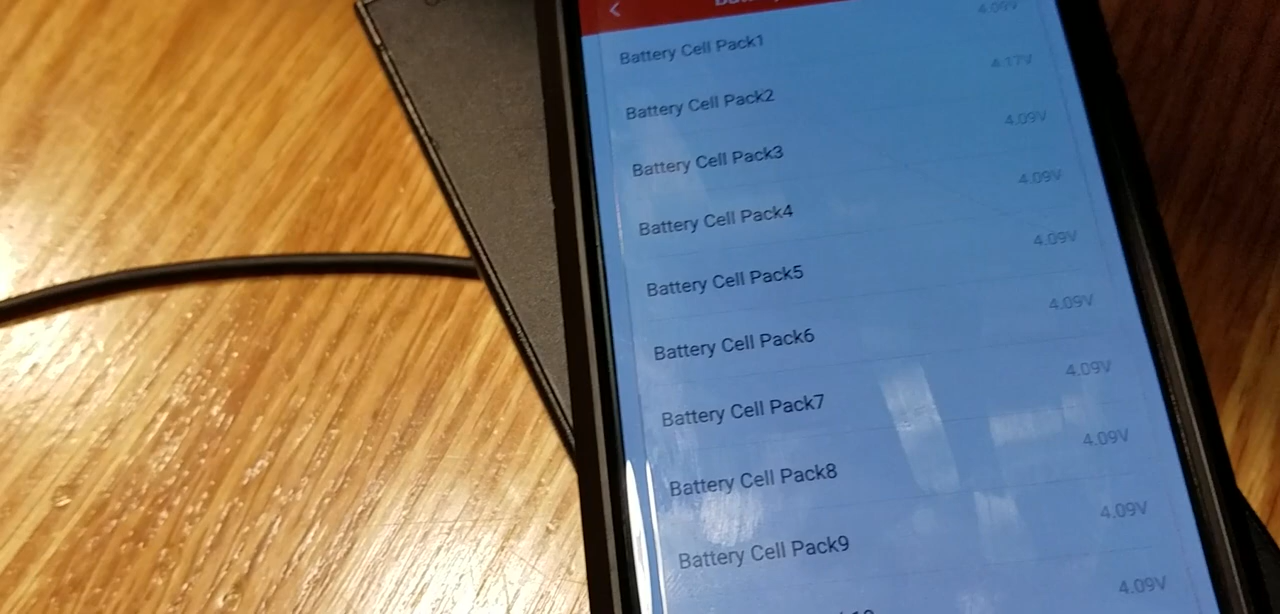 Battery Cell Pack1 4.09V
Battery Cell Pack2 4.17V
Battery Cell Pack3 4.09V
Battery Cell Pack4 4.09V
Battery Cell Pack5 4.09V
Battery Cell Pack6 4.09V
Battery Cell Pack7 4.09V
Battery Cell Pack8 4.09V
Battery Cell Pack9 4.09V
4.09V